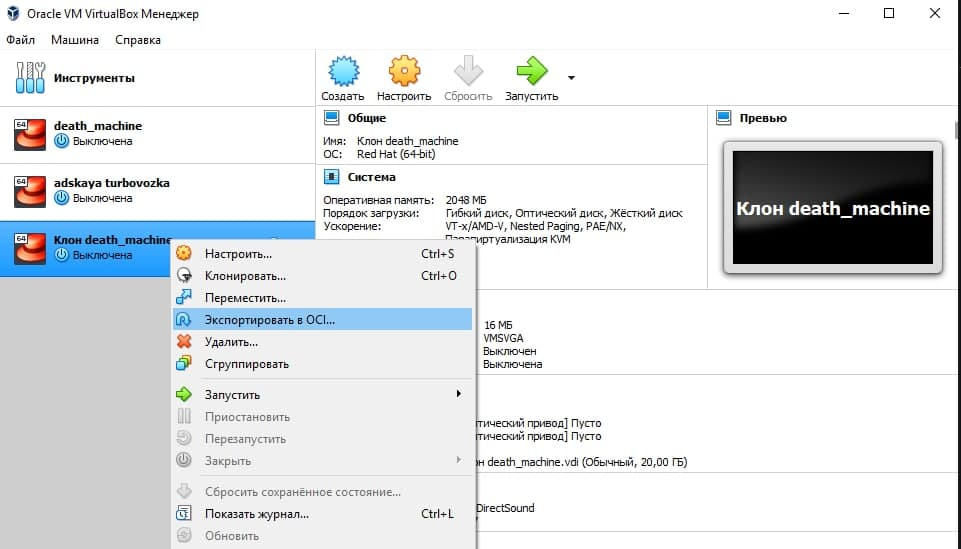 Oracle VM VirtualBox Менеджер
Файл Машина Справка
Инструменты
Создать Настроить Сбросить Запустить
64 death_machine
Выключена
64 adskaya turbovozka
Выключена
64 Клон death_machine
Выключена
Общие
Имя: Клон death_machine
ОС: Red Hat (64-bit)
Система
Оперативная память: 2048 МБ
Порядок загрузки: Гибкий диск, Оптический диск, Жёсткий диск
Ускорение: VT-x/AMD-V, Nested Paging, PAE/NX,
Паравиртуализация KVM
Превью
Клон death_machine
Настроить... Ctrl+S
Клонировать... Ctrl+O
Переместить...
Экспортировать в OCI...
Удалить...
Сгруппировать
Запустить
Приостановить
Перезапустить
Закрыть
Сбросить сохранённое состояние...
Показать журнал... Ctrl+L
Обновить
16 МБ
VMSVGA
Выключен
Выключена
тический привод] Пусто
тический привод] Пусто
он death_machine.vdi (Обычный, 20,00 ГБ)
DirectSound